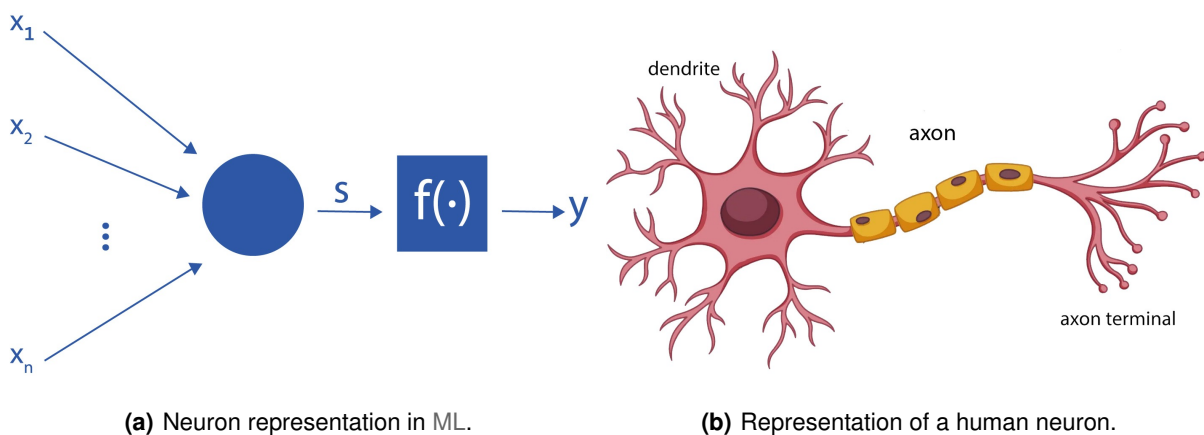 x₁
x₂
⋮
xₙ
s
f(·)
y
dendrite
axon
axon terminal
(a) Neuron representation in ML.
(b) Representation of a human neuron.